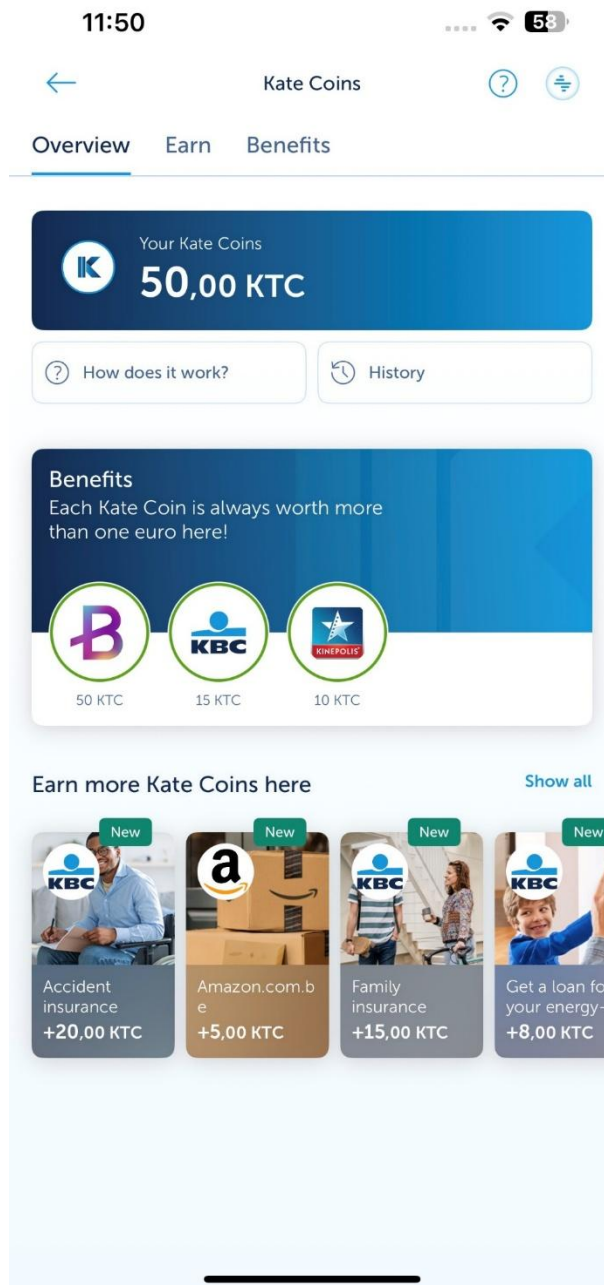 11:50
58
Kate Coins
?
Overview Earn Benefits
K
Your Kate Coins
50,00 KTC
? How does it work?
History
Benefits
Each Kate Coin is always worth more
than one euro here!
B
KBC
KINEPOLIS
50 KTC
15 KTC
10 KTC
Earn more Kate Coins here
Show all
New
KBC
Accident
insurance
+20,00 KTC
New
a
Amazon.com.b
e
+5,00 KTC
New
KBC
Family
insurance
+15,00 KTC
New
KBC
Get a loan fo
your energy-
+8,00 KTC